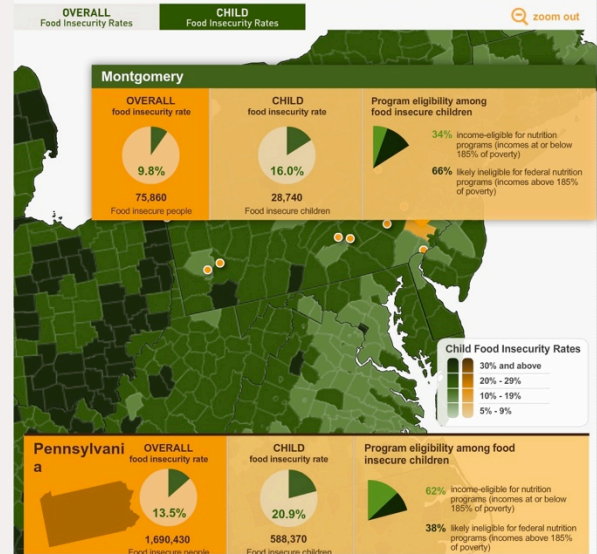 OVERALL
Food Insecurity Rates
CHILD
Food Insecurity Rates
zoom out
Montgomery
OVERALL
food insecurity rate
9.8%
75,860
Food insecure people
CHILD
food insecurity rate
16.0%
28,740
Food insecure children
Program eligibility among
food insecure children
34% income-eligible for nutrition
programs (incomes at or below
185% of poverty)
66% likely ineligible for federal nutrition
programs (incomes above 185%
of poverty)
Child Food Insecurity Rates
30% and above
20% - 29%
10% - 19%
5% - 9%
Pennsylvani
a
OVERALL
food insecurity rate
13.5%
1,690,430
Food insecure people
CHILD
food insecurity rate
20.9%
588,370
Food insecure children
Program eligibility among food
insecure children
62% income-eligible for nutrition
programs (incomes at or below
185% of poverty)
38% likely ineligible for federal nutrition
programs (incomes above 185%
of poverty)